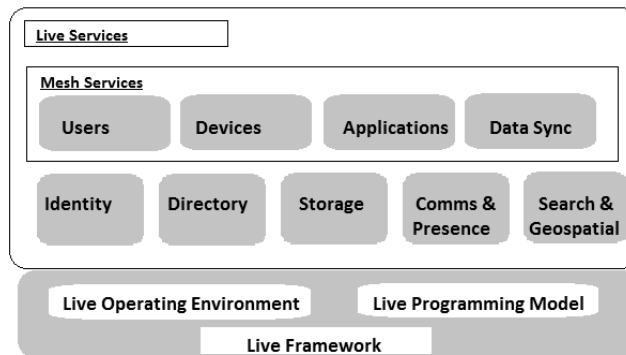 Live Services
Mesh Services
Users Devices Applications Data Sync
Identity Directory Storage Comms & Presence Search & Geospatial
Live Operating Environment Live Programming Model
Live Framework